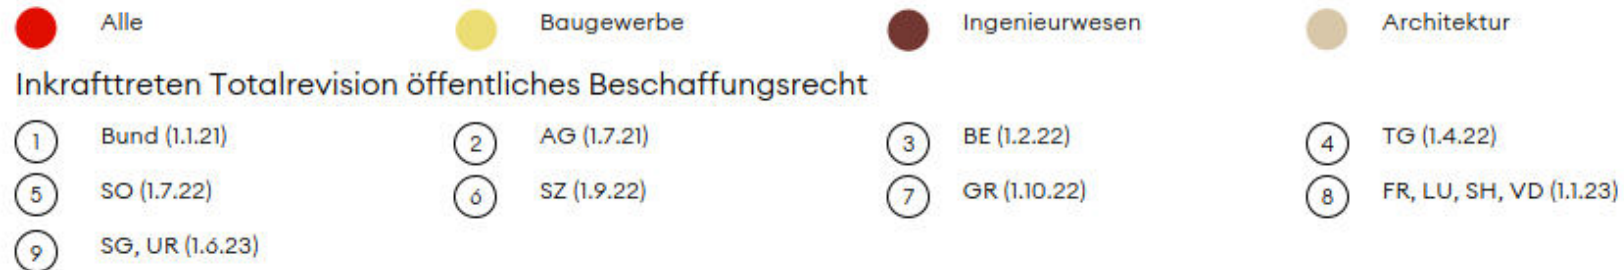 Alle Baugewerbe Ingenieurwesen Architektur
Inkrafttreten Totalrevision öffentliches Beschaffungsrecht
1 Bund (1.1.21) 2 AG (1.7.21) 3 BE (1.2.22) 4 TG (1.4.22)
5 SO (1.7.22) 6 SZ (1.9.22) 7 GR (1.10.22) 8 FR, LU, SH, VD (1.1.23)
9 SG, UR (1.6.23)